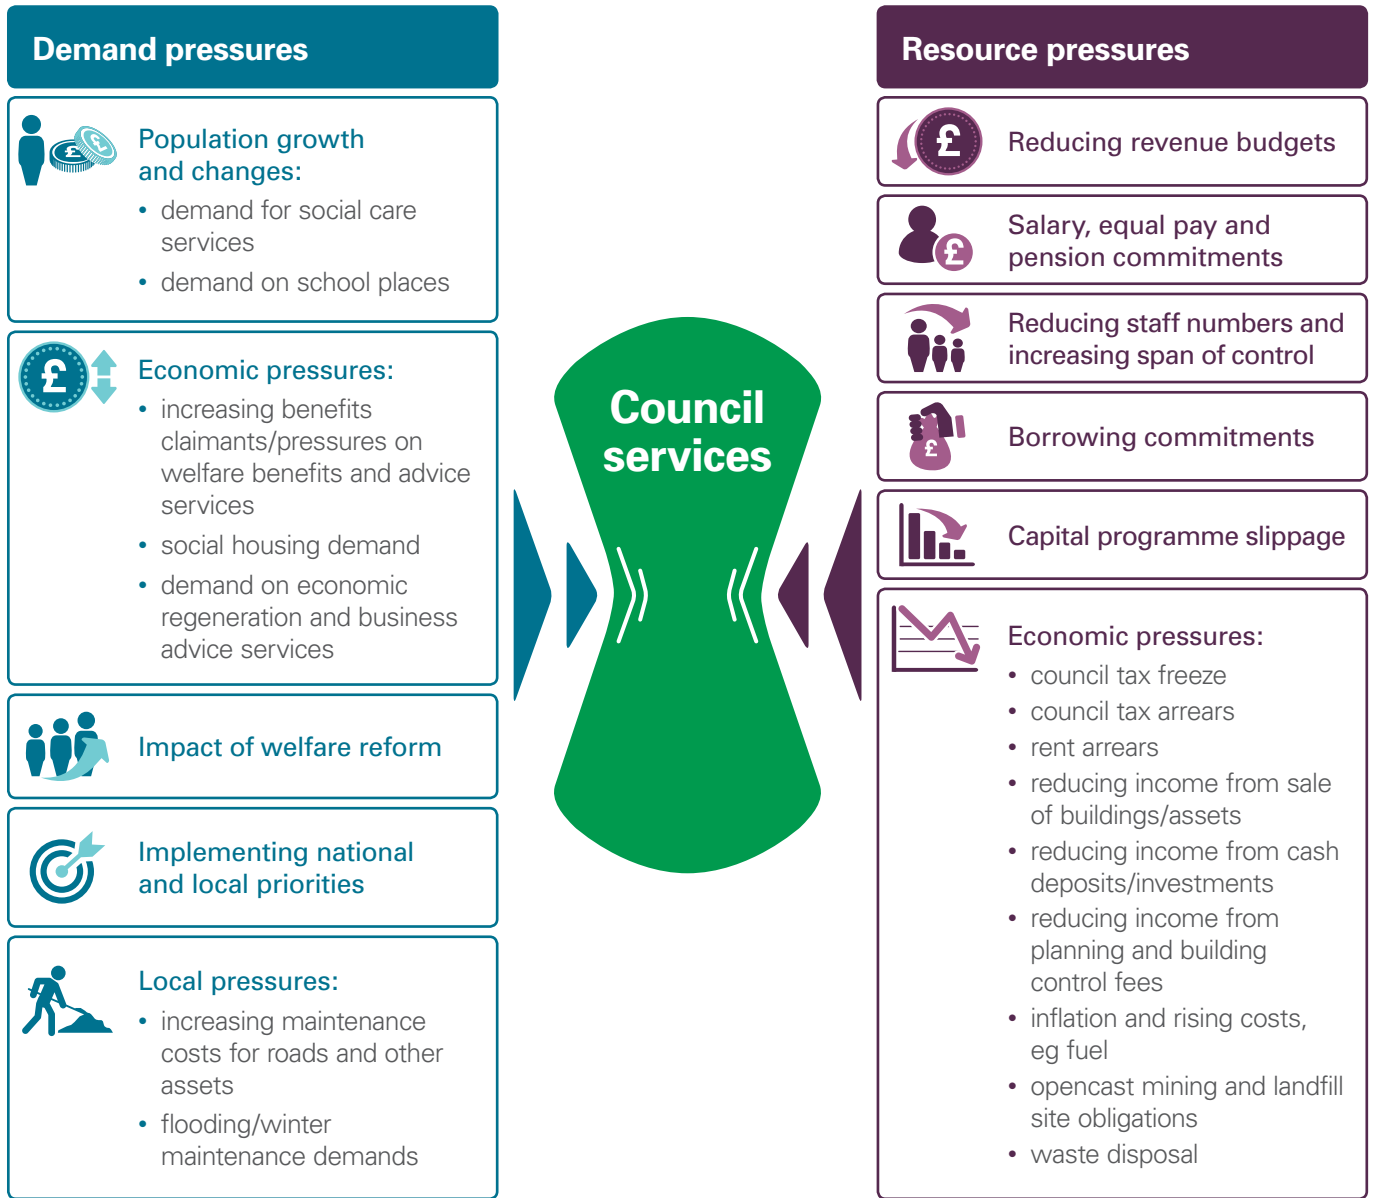 Demand pressures
Population growth
and changes:
• demand for social care
services
• demand on school places
£
Economic pressures:
• increasing benefits
claimants/pressures on
welfare benefits and advice
services
• social housing demand
• demand on economic
regeneration and business
advice services
Impact of welfare reform
Implementing national
and local priorities
Local pressures:
• increasing maintenance
costs for roads and other
assets
• flooding/winter
maintenance demands
Council
services
Resource pressures
£
Reducing revenue budgets
£
Salary, equal pay and
pension commitments
Reducing staff numbers and
increasing span of control
£
Borrowing commitments
Capital programme slippage
Economic pressures:
• council tax freeze
• council tax arrears
• rent arrears
• reducing income from sale
of buildings/assets
• reducing income from cash
deposits/investments
• reducing income from
planning and building
control fees
• inflation and rising costs,
eg fuel
• opencast mining and landfill
site obligations
• waste disposal